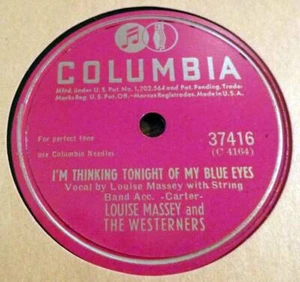 COLUMBIA
Mfrd. under U.S. Pat. No. 1,702,564 and Pat. Pending. Trade-
Marks Reg. U.S. Pat. Off.-Marcas Registradas. Made in U.S.A.
For perfect tone
use Columbia Needles
37416
(C 4164)
I'M THINKING TONIGHT OF MY BLUE EYES
Vocal by Louise Massey with String
Band Acc. -Carter-
LOUISE MASSEY and
THE WESTERNERS